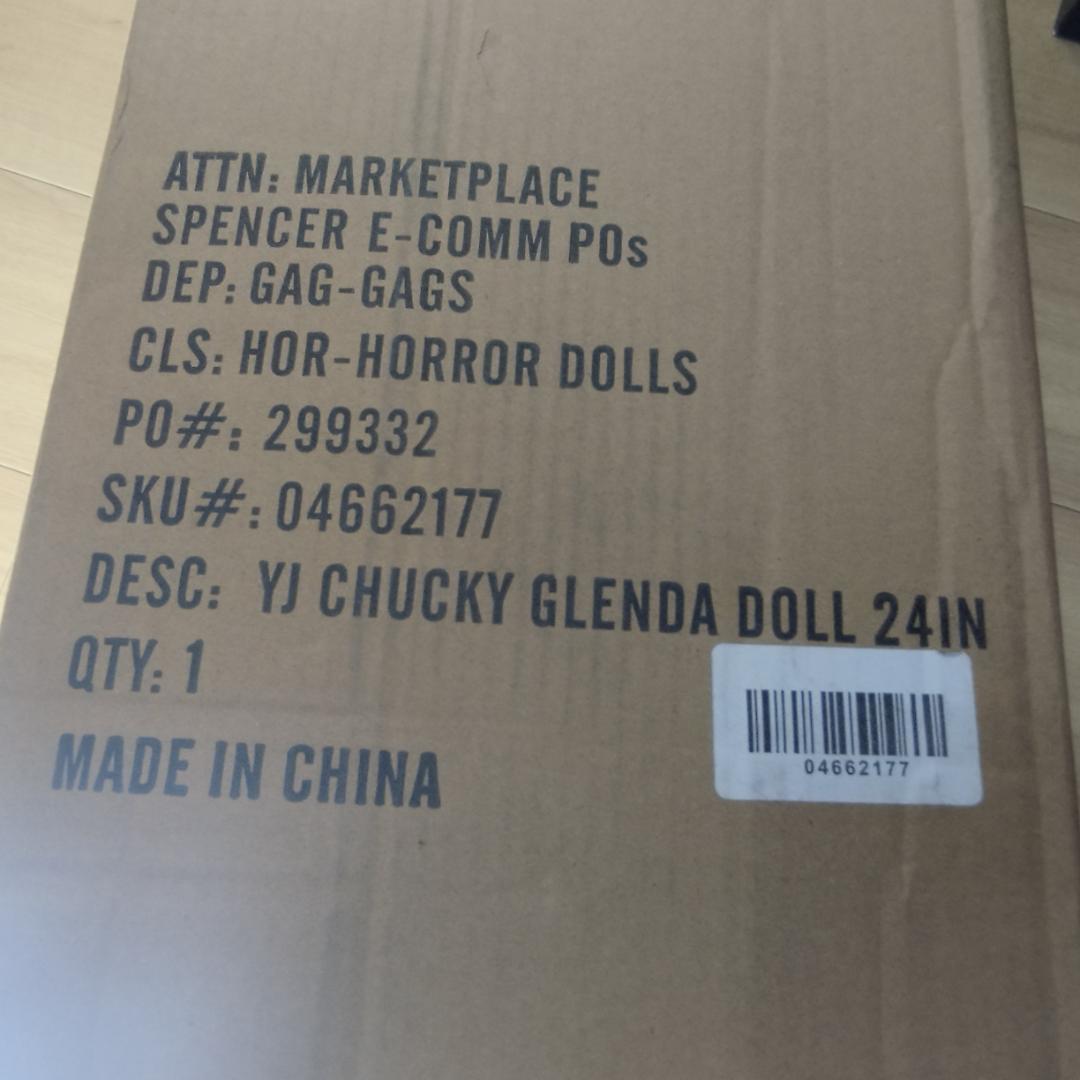 ATTN: MARKETPLACE
SPENCER E-COMM POs
DEP: GAG-GAGS
CLS: HOR-HORROR DOLLS
PO#: 299332
SKU#: 04662177
DESC: YJ CHUCKY GLENDA DOLL 24IN
QTY: 1
MADE IN CHINA
04662177